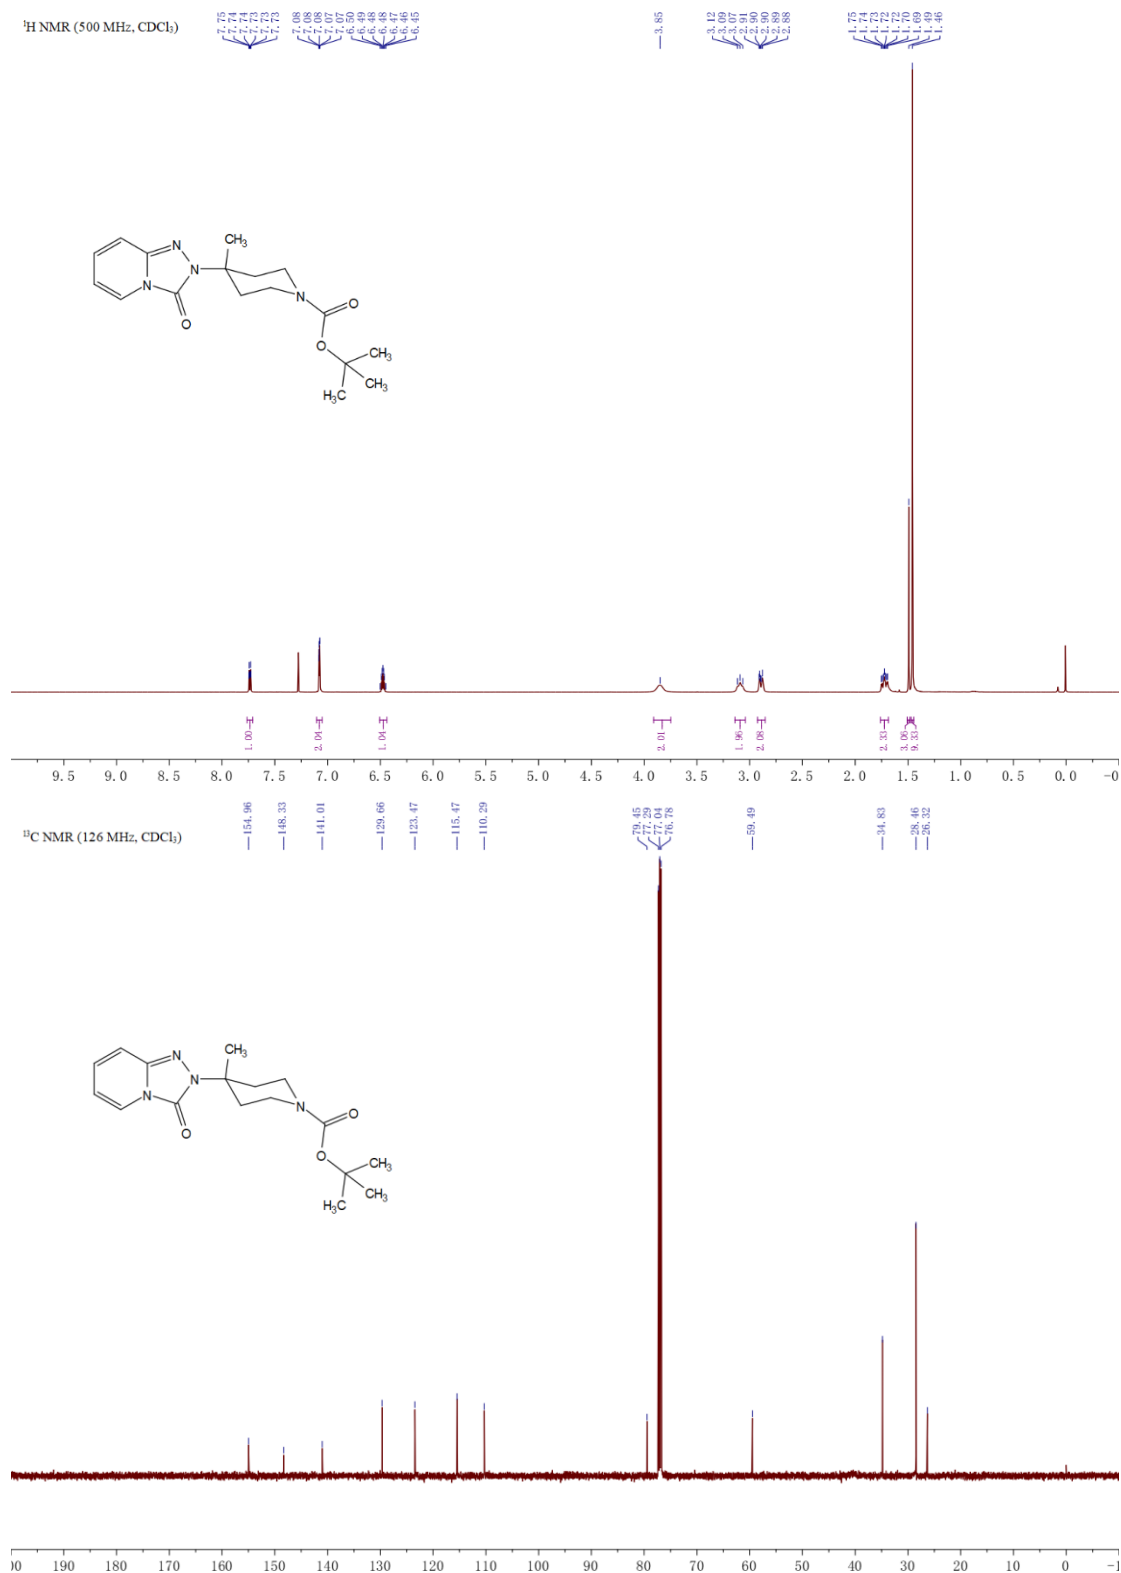 ¹H NMR (500 MHz, CDCl₃)
7.75
7.74
7.74
7.73
7.73
7.73
7.08
7.08
7.08
7.07
7.07
6.50
6.49
6.48
6.48
6.47
6.46
6.45
3.85
3.12
3.09
3.07
2.91
2.90
2.90
2.89
2.88
1.75
1.74
1.73
1.72
1.72
1.70
1.69
1.49
1.46
CH₃
N
N
N
O
N
O
O
CH₃
CH₃
H₃C
1.00
2.04
1.04
2.01
1.96
2.08
2.33
3.06
9.33
9.5 9.0 8.5 8.0 7.5 7.0 6.5 6.0 5.5 5.0 4.5 4.0 3.5 3.0 2.5 2.0 1.5 1.0 0.5 0.0 -0
¹³C NMR (126 MHz, CDCl₃)
154.96
148.33
141.01
129.66
123.47
115.47
110.29
79.45
77.29
77.04
76.78
59.49
34.83
28.46
26.32
CH₃
N
N
N
O
N
O
O
CH₃
CH₃
H₃C
00 190 180 170 160 150 140 130 120 110 100 90 80 70 60 50 40 30 20 10 0 -1